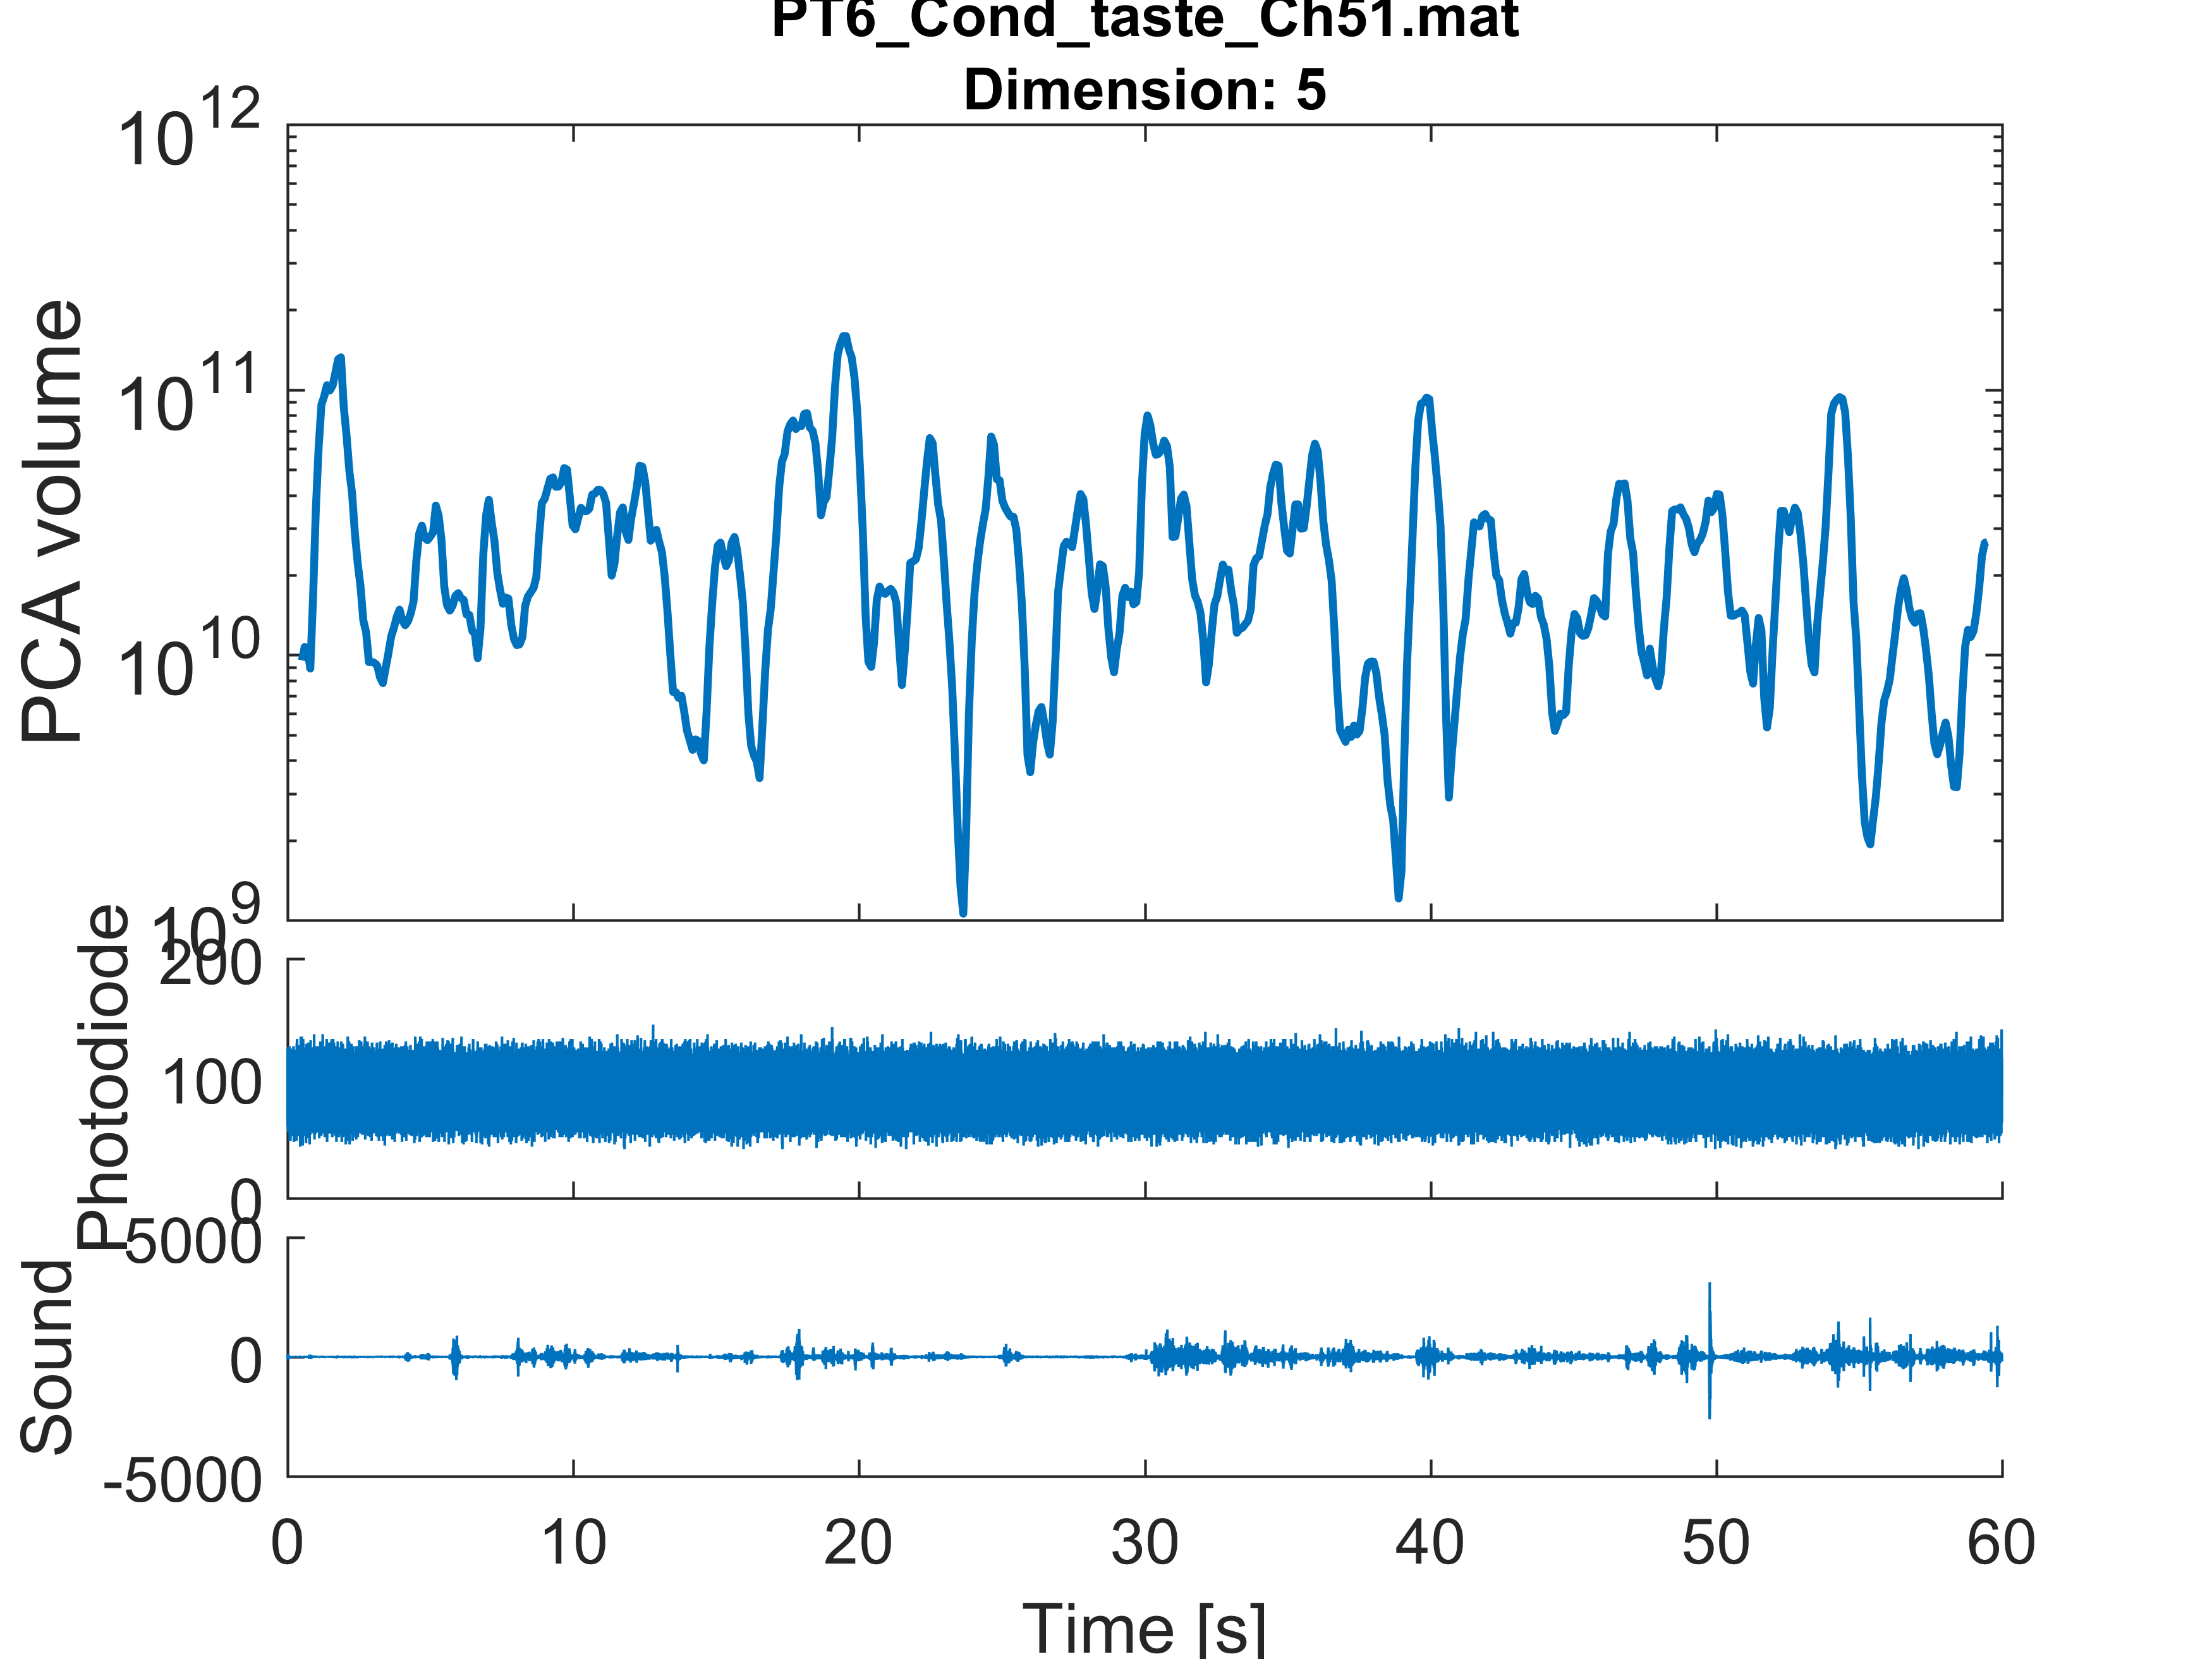 PT6_Cond_taste_Ch51.mat
Dimension: 5
10^12
10^11
10^10
10^9
PCA volume
200
100
0
Photodiode
5000
0
-5000
Sound
0 10 20 30 40 50 60
Time [s]